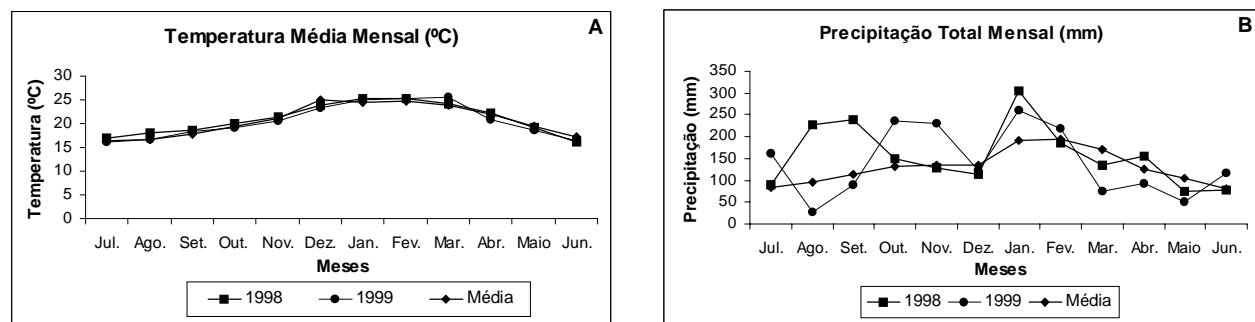 A
Temperatura Média Mensal (ºC)
Temperatura (ºC)
30
25
20
15
10
5
0
Jul. Ago. Set. Out. Nov. Dez. Jan. Fev. Mar. Abr. Maio Jun.
Meses
1998 1999 Média
B
Precipitação Total Mensal (mm)
Precipitação (mm)
350
300
250
200
150
100
50
0
Jul. Ago. Set. Out. Nov. Dez. Jan. Fev. Mar. Abr. Maio Jun.
Meses
1998 1999 Média